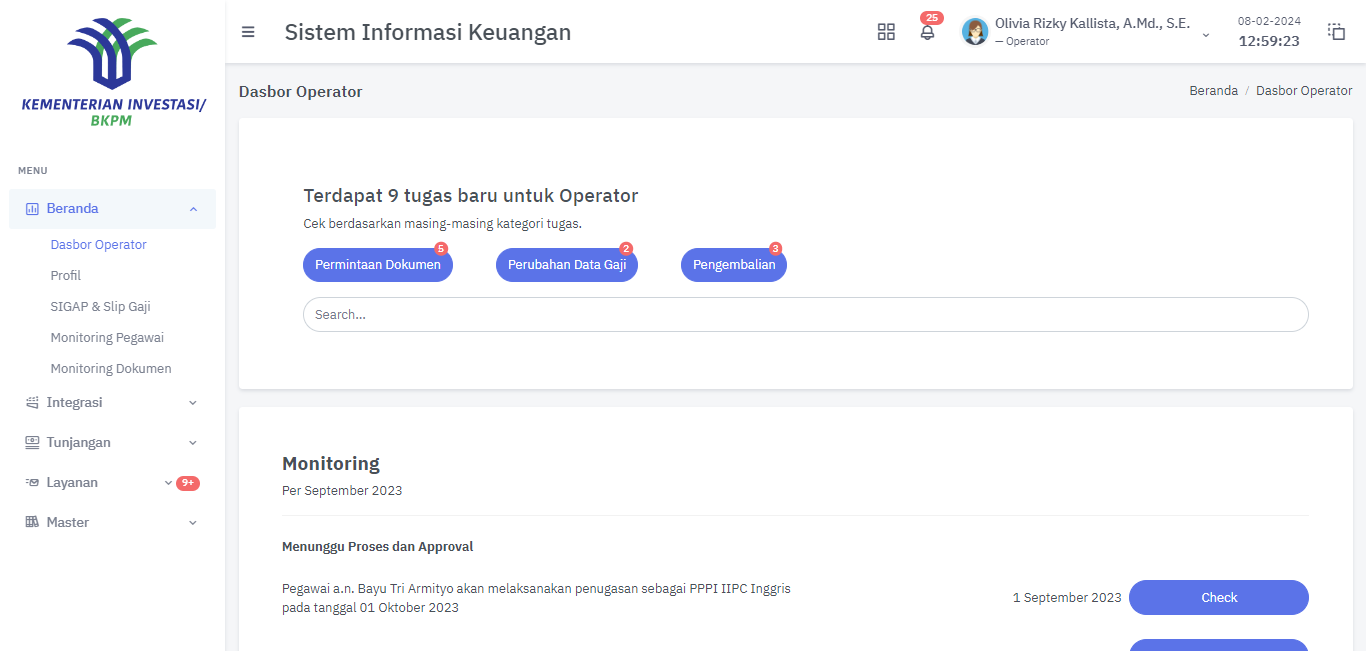 KEMENTERIAN INVESTASI/
BKPM
MENU
Beranda
Dasbor Operator
Profil
SIGAP & Slip Gaji
Monitoring Pegawai
Monitoring Dokumen
Integrasi
Tunjangan
Layanan 9+
Master
Sistem Informasi Keuangan
25
Olivia Rizky Kallista, A.Md., S.E.
— Operator
08-02-2024
12:59:23
Dasbor Operator
Beranda / Dasbor Operator
Terdapat 9 tugas baru untuk Operator
Cek berdasarkan masing-masing kategori tugas.
Permintaan Dokumen 5
Perubahan Data Gaji 2
Pengembalian 3
Search...
Monitoring
Per September 2023
Menunggu Proses dan Approval
Pegawai a.n. Bayu Tri Armityo akan melaksanakan penugasan sebagai PPPI IIPC Inggris
pada tanggal 01 Oktober 2023
1 September 2023
Check